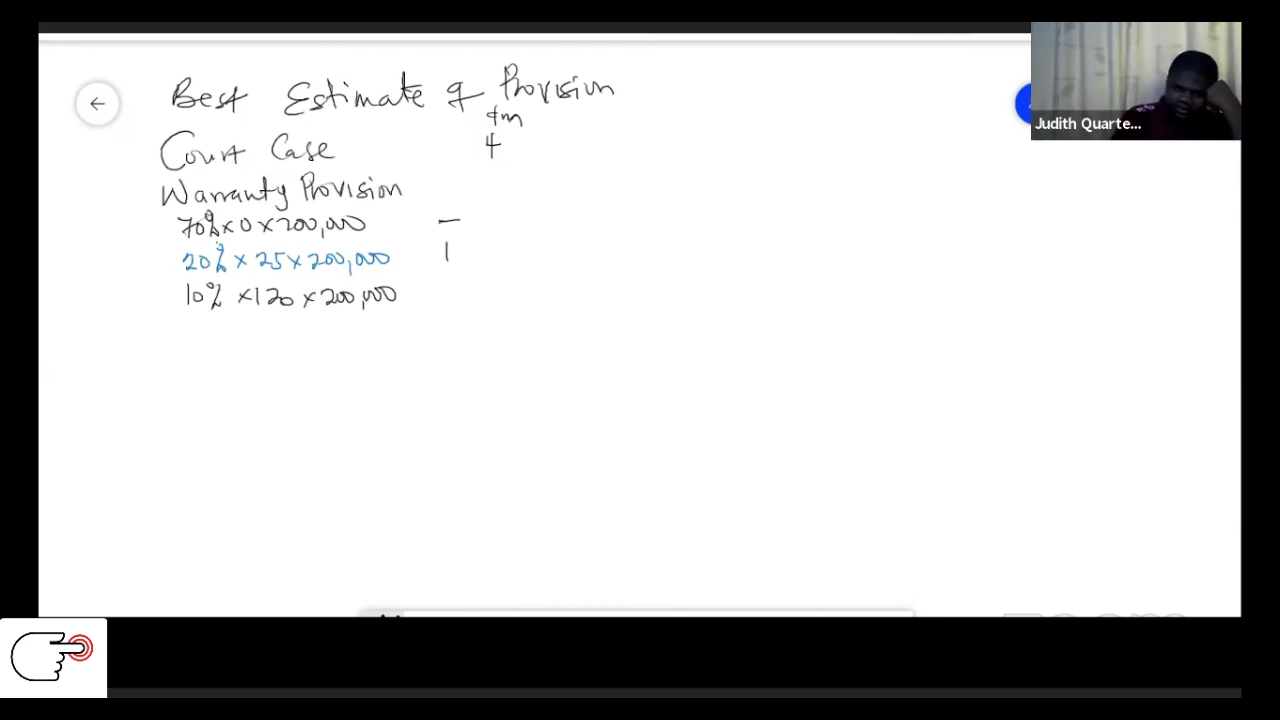 Best Estimate of Provision
Court Case 4
Warranty Provision
70% x 0 x 200,000 —
20% x 25 x 200,000 1
10% x 120 x 200,000
Judith Quarte...